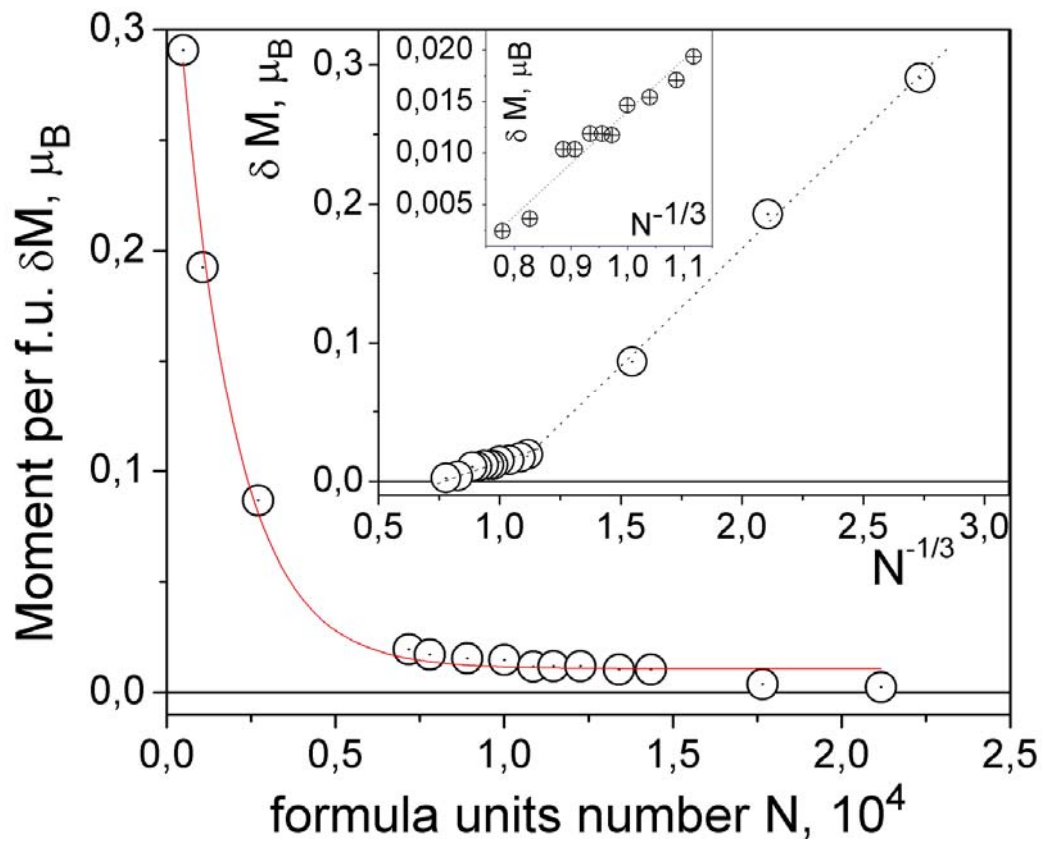 Moment per f.u. δM, μB
0,3
0,2
0,1
0,0
0,0 0,5 1,0 1,5 2,0 2,5
formula units number N, 10⁴
δ M, μB
0,3
0,2
0,1
0,0
0,5 1,0 1,5 2,0 2,5 3,0
N⁻¹/³
δ M, μB
0,020
0,015
0,010
0,005
0,8 0,9 1,0 1,1
N⁻¹/³